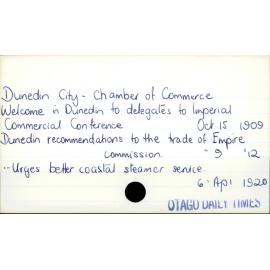 Dunedin City - Chamber of Commerce
Welcome in Dunedin to delegates to Imperial
Commercial Conference Oct 15 1909
Dunedin recommendations to the trade of Empire
Commission. " 9 '12
-- Urges better coastal steamer service.
6. Apl 1920
OTAGO DAILY TIMES